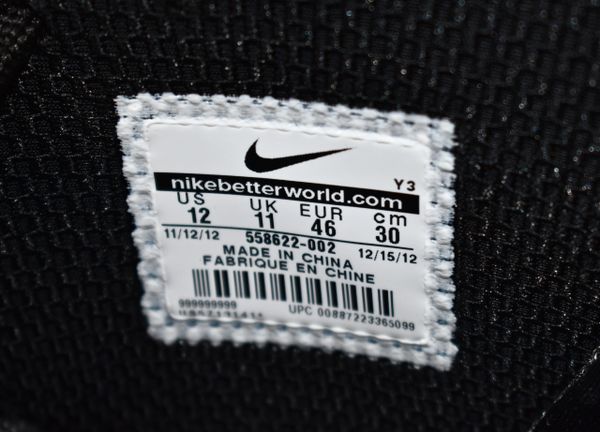 Y3
nikebetterworld.com
US UK EUR cm
12 11 46 30
11/12/12 558622-002 12/15/12
MADE IN CHINA
FABRIQUE EN CHINE
999999999
UPC 00887223365099